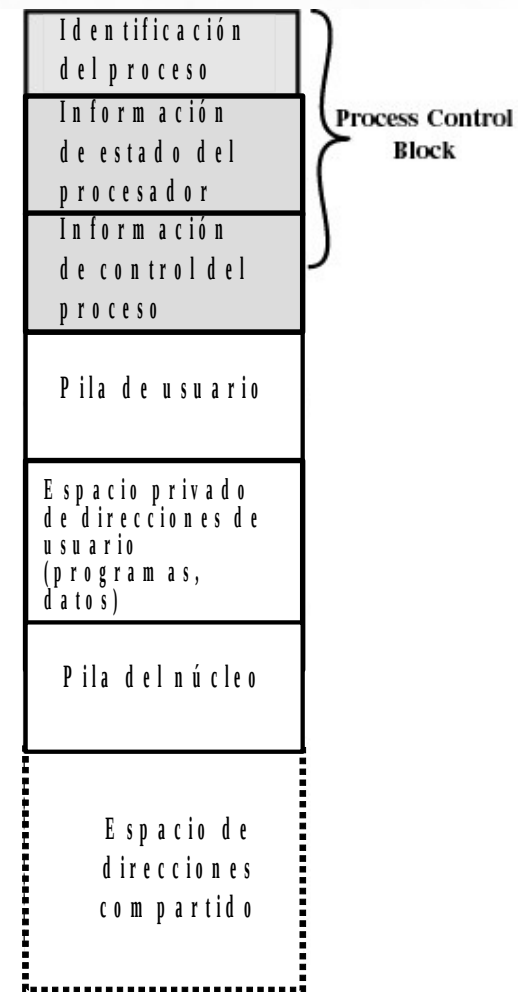 Identificación
del proceso
Process Control
Block
Información
de estado del
procesador
Información
de control del
proceso
Pila de usuario
Espacio privado
de direcciones de
usuario
(programas,
datos)
Pila del núcleo
Espacio de
direcciones
compartido